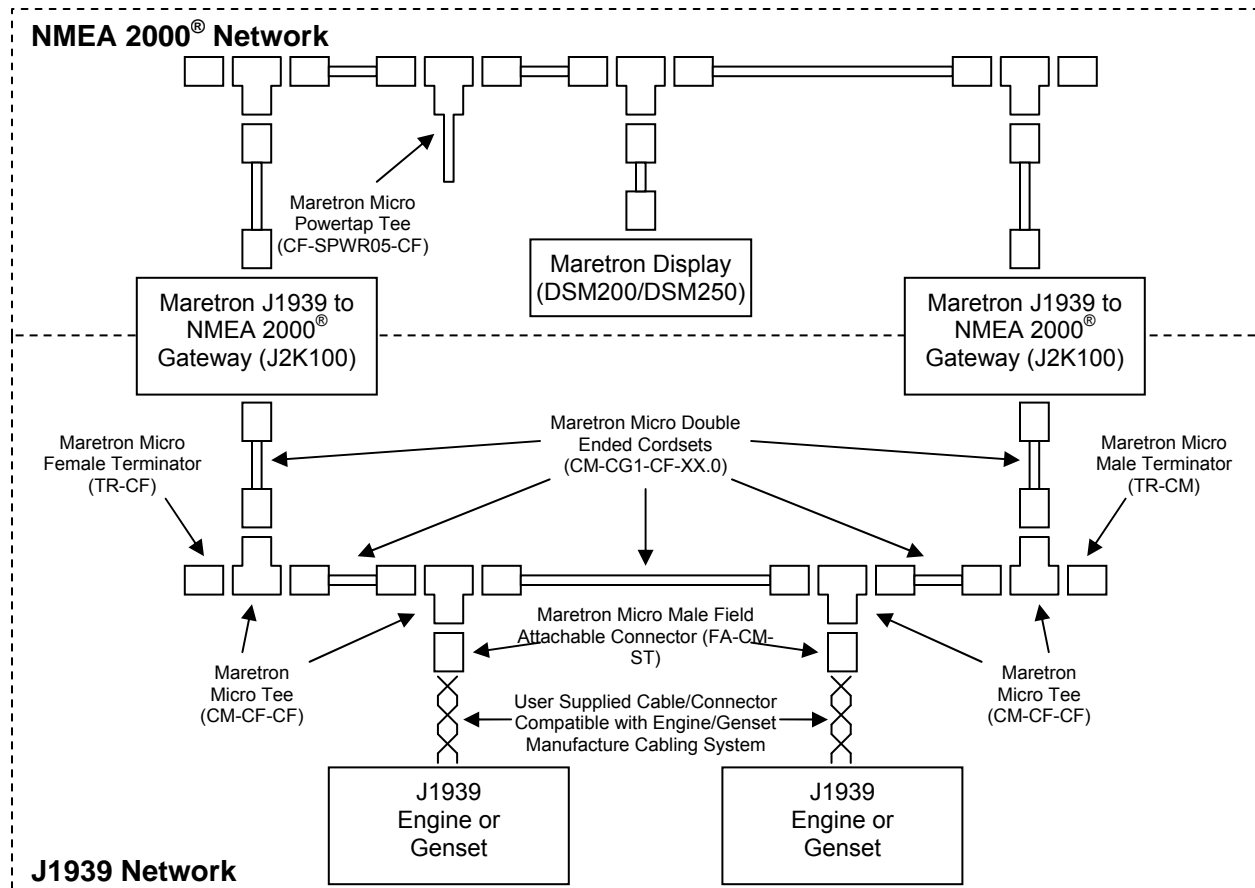 NMEA 2000® Network
Maretron Micro
Powertap Tee
(CF-SPWR05-CF)
Maretron Display
(DSM200/DSM250)
Maretron J1939 to
NMEA 2000®
Gateway (J2K100)
Maretron J1939 to
NMEA 2000®
Gateway (J2K100)
Maretron Micro
Female Terminator
(TR-CF)
Maretron Micro Double
Ended Cordsets
(CM-CG1-CF-XX.0)
Maretron Micro
Male Terminator
(TR-CM)
Maretron Micro Male Field
Attachable Connector (FA-CM-
ST)
Maretron
Micro Tee
(CM-CF-CF)
User Supplied Cable/Connector
Compatible with Engine/Genset
Manufacture Cabling System
Maretron
Micro Tee
(CM-CF-CF)
J1939
Engine or
Genset
J1939
Engine or
Genset
J1939 Network